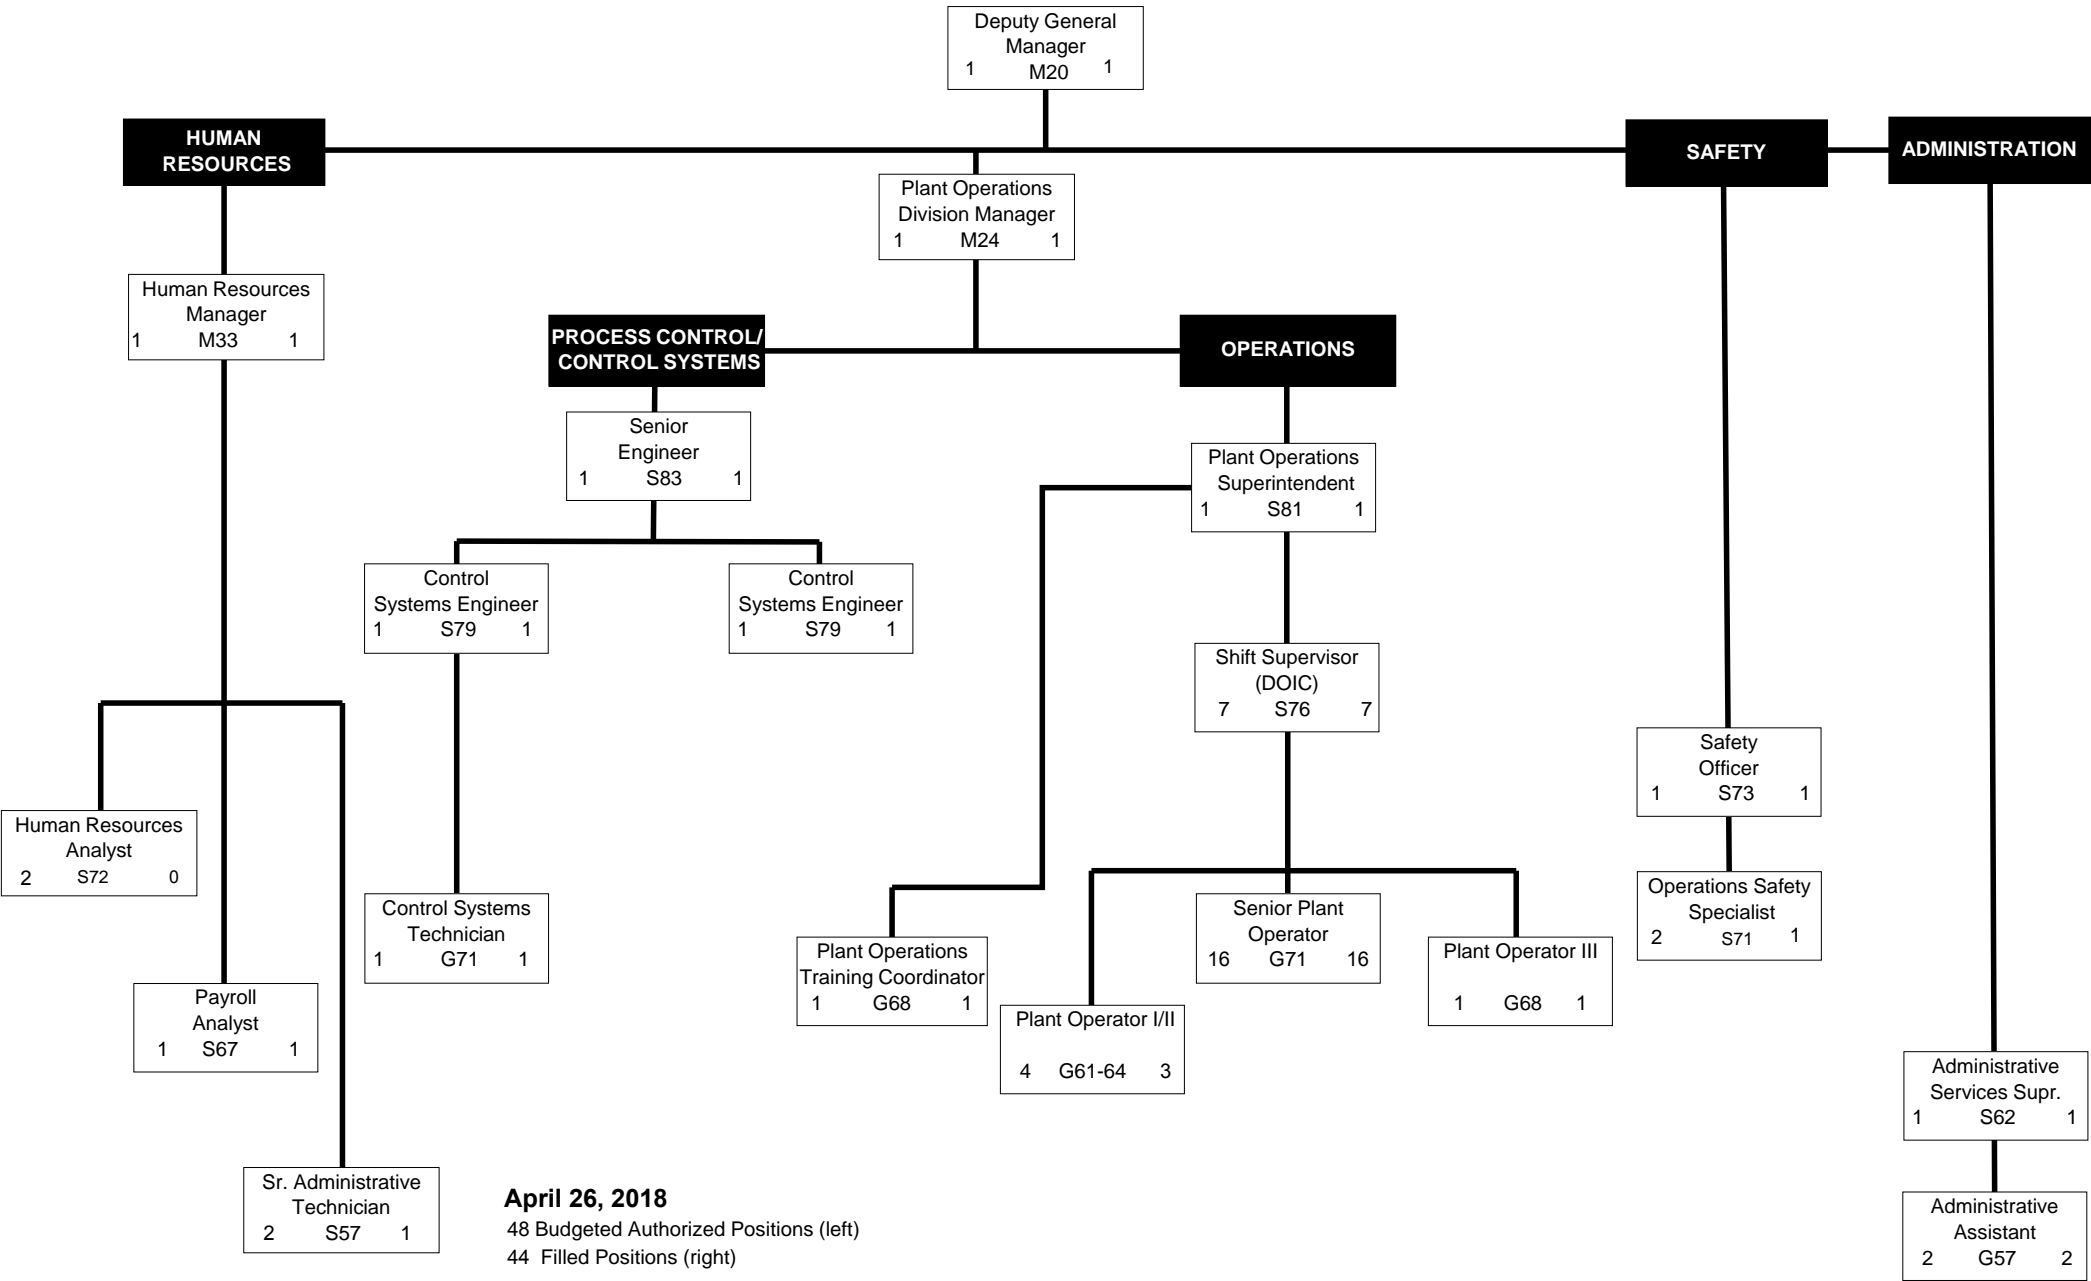 Deputy General
Manager
1 M20 1
HUMAN
RESOURCES
SAFETY
ADMINISTRATION
Plant Operations
Division Manager
1 M24 1
Human Resources
Manager
1 M33 1
PROCESS CONTROL/
CONTROL SYSTEMS
OPERATIONS
Senior
Engineer
1 S83 1
Plant Operations
Superintendent
1 S81 1
Control
Systems Engineer
1 S79 1
Control
Systems Engineer
1 S79 1
Shift Supervisor
(DOIC)
7 S76 7
Safety
Officer
1 S73 1
Human Resources
Analyst
2 S72 0
Operations Safety
Specialist
2 S71 1
Control Systems
Technician
1 G71 1
Senior Plant
Operator
16 G71 16
Plant Operations
Training Coordinator
1 G68 1
Plant Operator III
1 G68 1
Payroll
Analyst
1 S67 1
Plant Operator I/II
4 G61-64 3
Administrative
Services Supr.
1 S62 1
Sr. Administrative
Technician
2 S57 1
Administrative
Assistant
2 G57 2
April 26, 2018
48 Budgeted Authorized Positions (left)
44 Filled Positions (right)